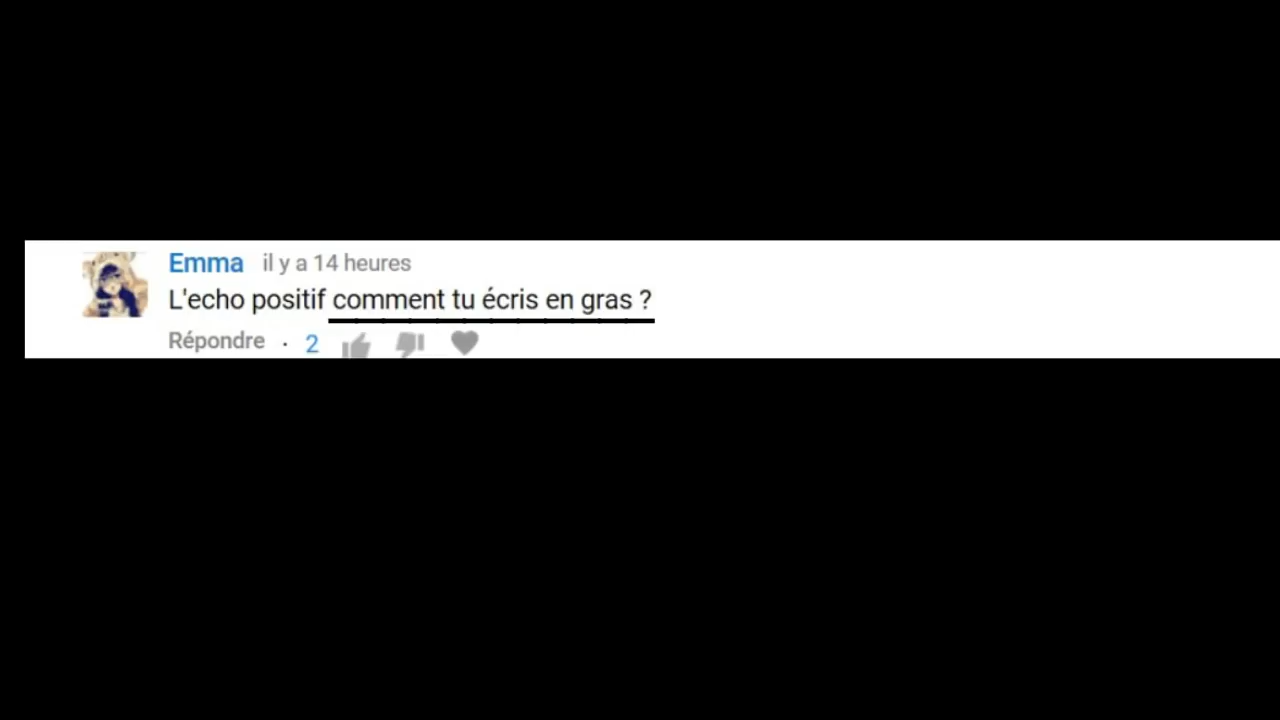 Emma il y a 14 heures
L'echo positif comment tu écris en gras ?
Répondre · 2